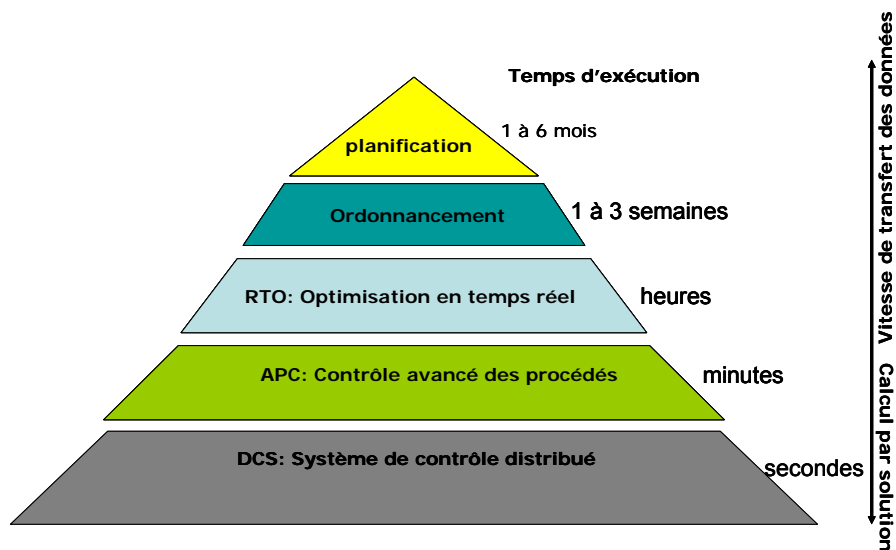 Temps d'exécution
planification
1 à 6 mois
Ordonnancement
1 à 3 semaines
RTO: Optimisation en temps réel
heures
APC: Contrôle avancé des procédés
minutes
DCS: Système de contrôle distribué
secondes
Calcul par solution Vitesse de transfert des données